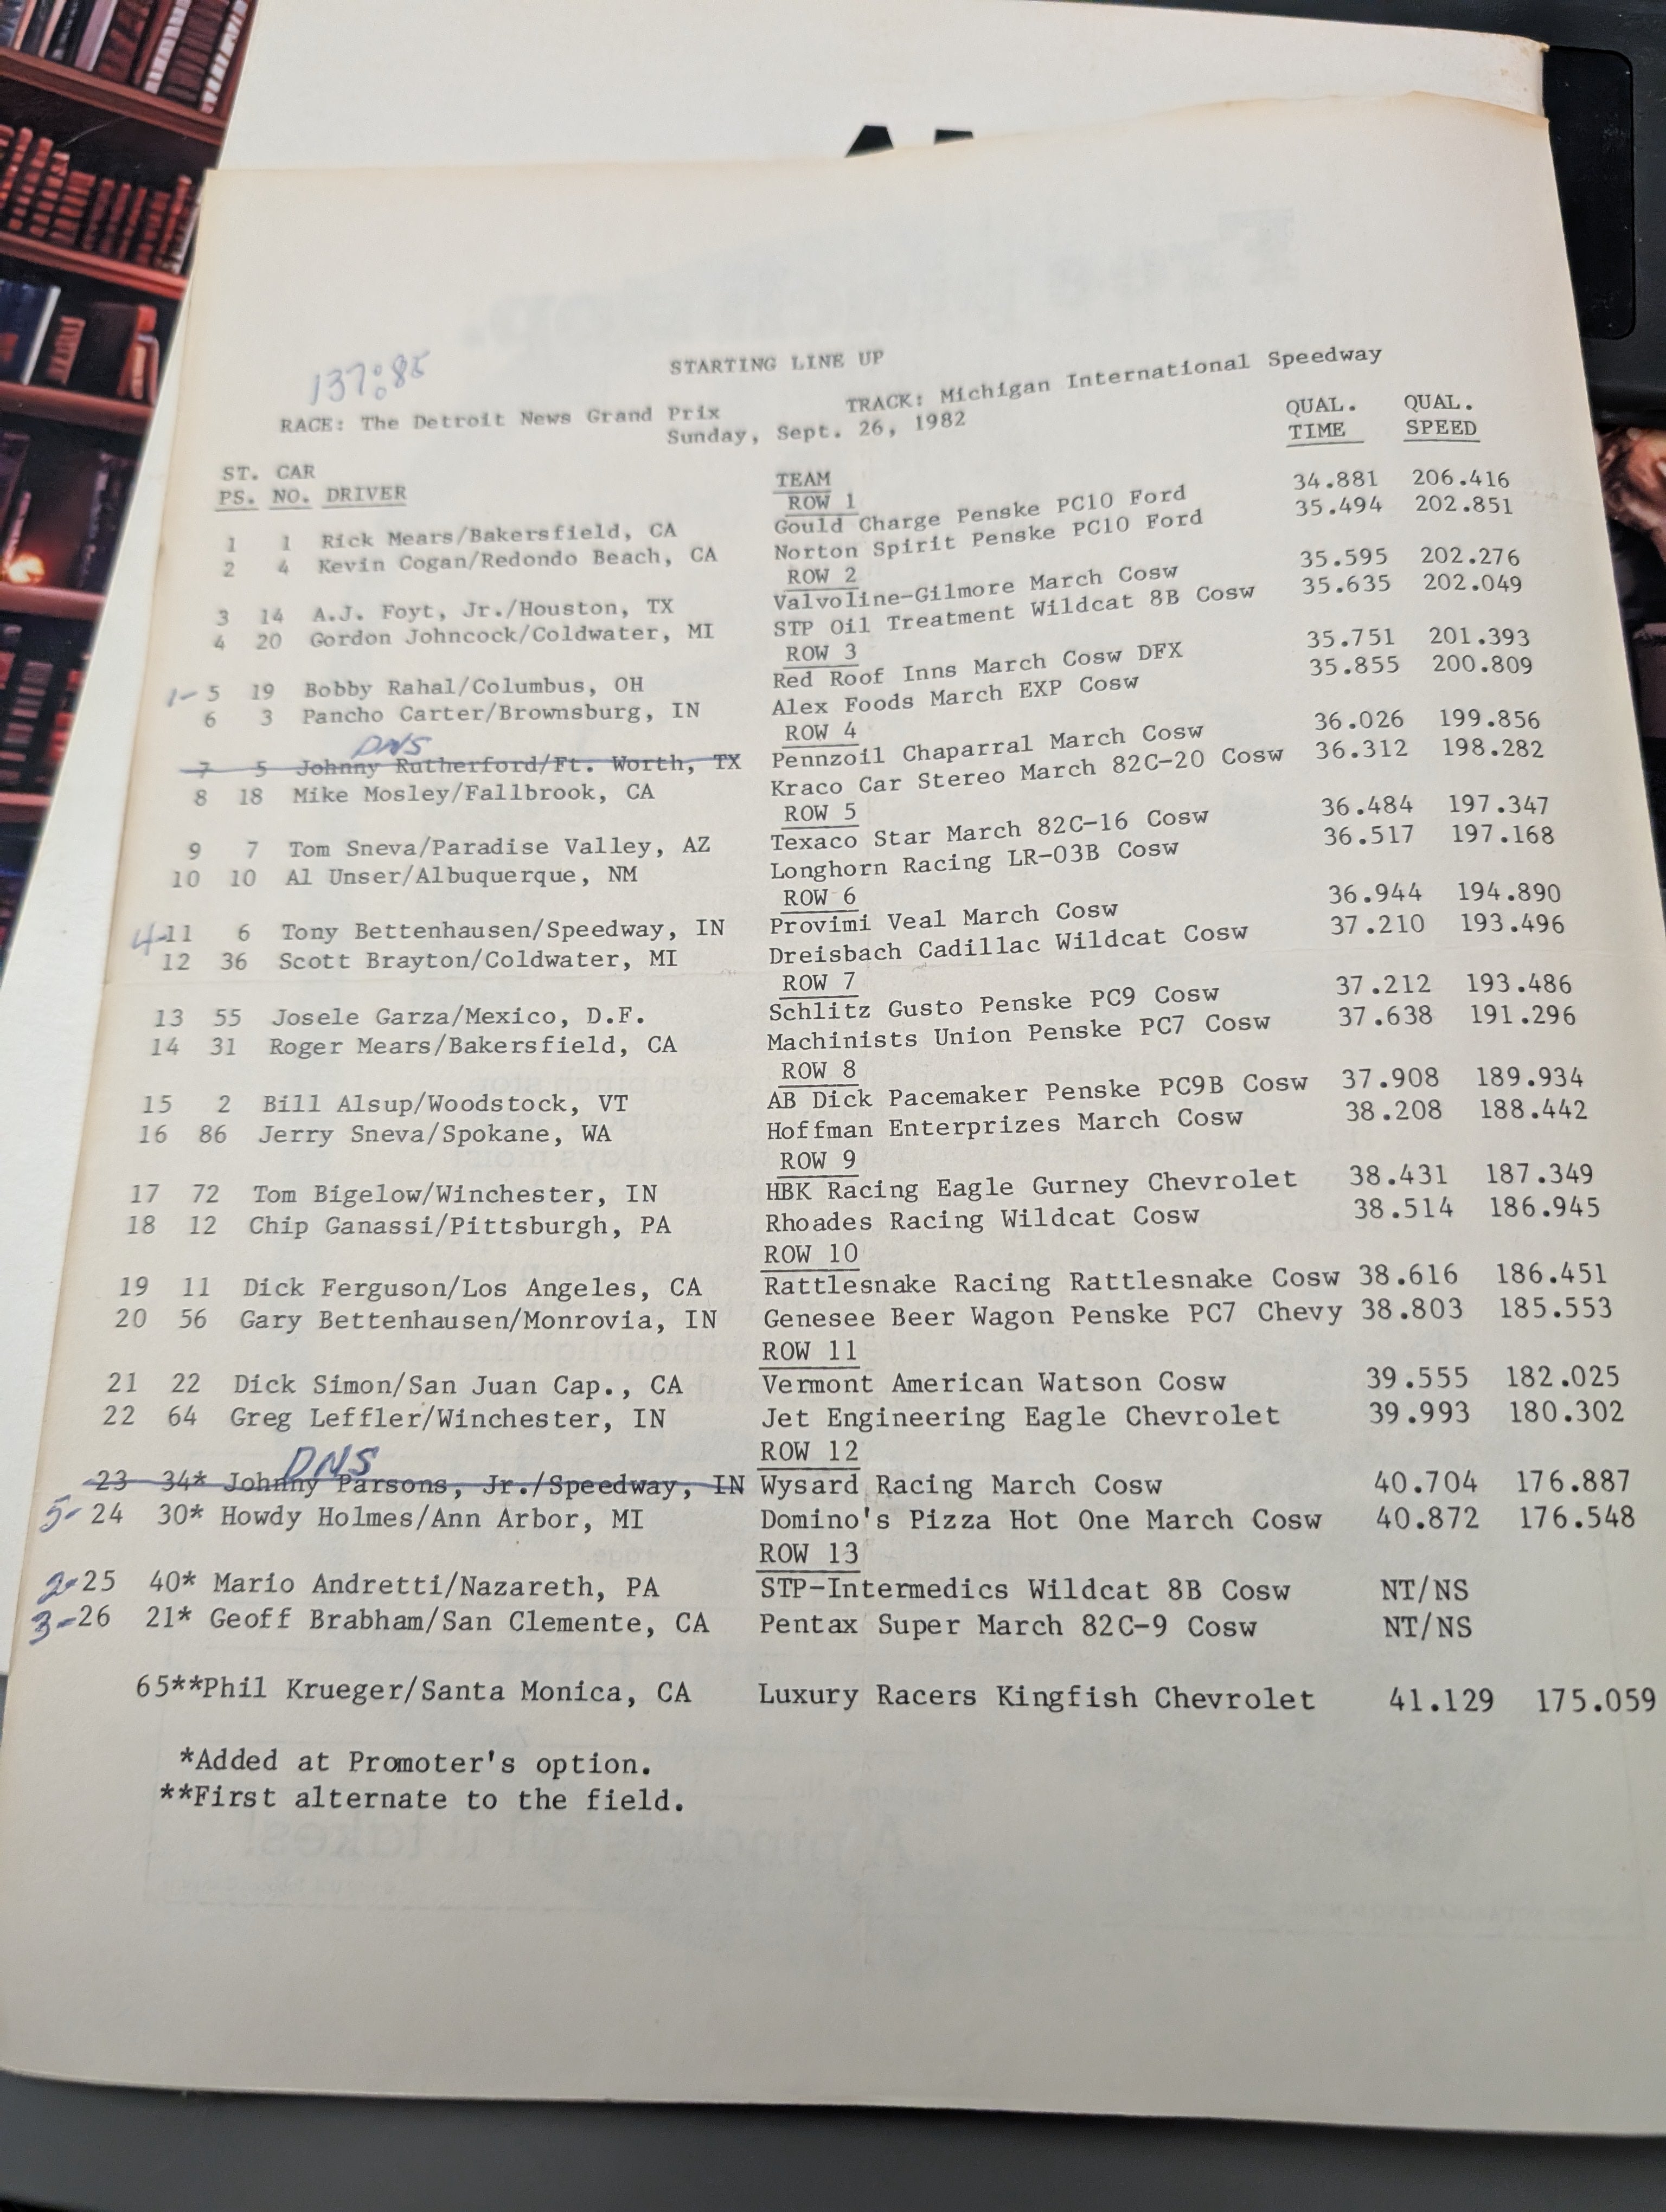 137:85
STARTING LINE UP
RACE: The Detroit News Grand Prix TRACK: Michigan International Speedway
Sunday, Sept. 26, 1982
QUAL. QUAL.
TIME SPEED
ST. CAR
PS. NO. DRIVER TEAM
ROW 1
1 1 Rick Mears/Bakersfield, CA Gould Charge Penske PC10 Ford 34.881 206.416
2 4 Kevin Cogan/Redondo Beach, CA Norton Spirit Penske PC10 Ford 35.494 202.851
ROW 2
3 14 A.J. Foyt, Jr./Houston, TX Valvoline-Gilmore March Cosw 35.595 202.276
4 20 Gordon Johncock/Coldwater, MI STP Oil Treatment Wildcat 8B Cosw 35.635 202.049
ROW 3
1- 5 19 Bobby Rahal/Columbus, OH Red Roof Inns March Cosw DFX 35.751 201.393
6 3 Pancho Carter/Brownsburg, IN Alex Foods March EXP Cosw 35.855 200.809
ROW 4
DNS
7 5 Johnny Rutherford/Ft. Worth, TX Pennzoil Chaparral March Cosw 36.026 199.856
8 18 Mike Mosley/Fallbrook, CA Kraco Car Stereo March 82C-20 Cosw 36.312 198.282
ROW 5
9 7 Tom Sneva/Paradise Valley, AZ Texaco Star March 82C-16 Cosw 36.484 197.347
10 10 Al Unser/Albuquerque, NM Longhorn Racing LR-03B Cosw 36.517 197.168
ROW 6
4-11 6 Tony Bettenhausen/Speedway, IN Provimi Veal March Cosw 36.944 194.890
12 36 Scott Brayton/Coldwater, MI Dreisbach Cadillac Wildcat Cosw 37.210 193.496
ROW 7
13 55 Josele Garza/Mexico, D.F. Schlitz Gusto Penske PC9 Cosw 37.212 193.486
14 31 Roger Mears/Bakersfield, CA Machinists Union Penske PC7 Cosw 37.638 191.296
ROW 8
15 2 Bill Alsup/Woodstock, VT AB Dick Pacemaker Penske PC9B Cosw 37.908 189.934
16 86 Jerry Sneva/Spokane, WA Hoffman Enterprizes March Cosw 38.208 188.442
ROW 9
17 72 Tom Bigelow/Winchester, IN HBK Racing Eagle Gurney Chevrolet 38.431 187.349
18 12 Chip Ganassi/Pittsburgh, PA Rhoades Racing Wildcat Cosw 38.514 186.945
ROW 10
19 11 Dick Ferguson/Los Angeles, CA Rattlesnake Racing Rattlesnake Cosw 38.616 186.451
20 56 Gary Bettenhausen/Monrovia, IN Genesee Beer Wagon Penske PC7 Chevy 38.803 185.553
ROW 11
21 22 Dick Simon/San Juan Cap., CA Vermont American Watson Cosw 39.555 182.025
22 64 Greg Leffler/Winchester, IN Jet Engineering Eagle Chevrolet 39.993 180.302
ROW 12
DNS
23 34* Johnny Parsons, Jr./Speedway, IN Wysard Racing March Cosw 40.704 176.887
5- 24 30* Howdy Holmes/Ann Arbor, MI Domino's Pizza Hot One March Cosw 40.872 176.548
ROW 13
2-25 40* Mario Andretti/Nazareth, PA STP-Intermedics Wildcat 8B Cosw NT/NS
3-26 21* Geoff Brabham/San Clemente, CA Pentax Super March 82C-9 Cosw NT/NS
65**Phil Krueger/Santa Monica, CA Luxury Racers Kingfish Chevrolet 41.129 175.059
*Added at Promoter's option.
**First alternate to the field.